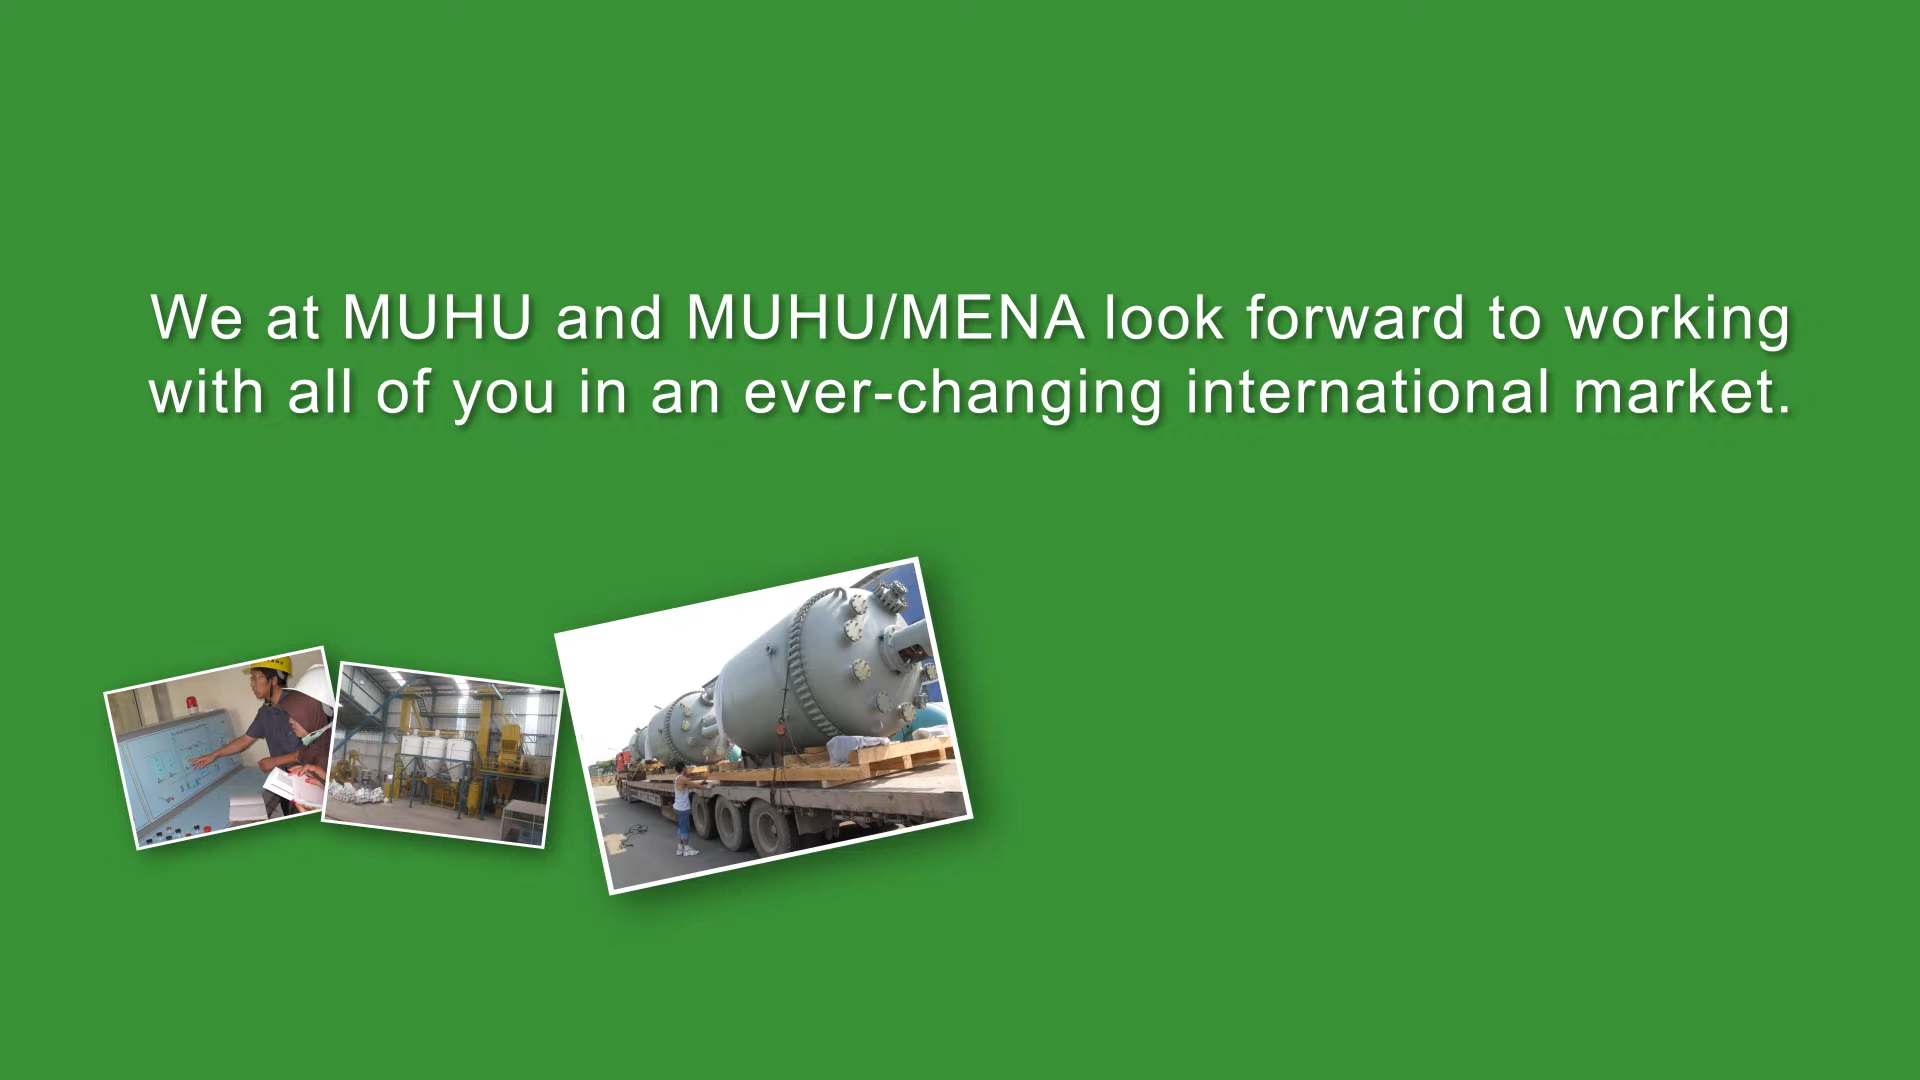 We at MUHU and MUHU/MENA look forward to working
with all of you in an ever-changing international market.